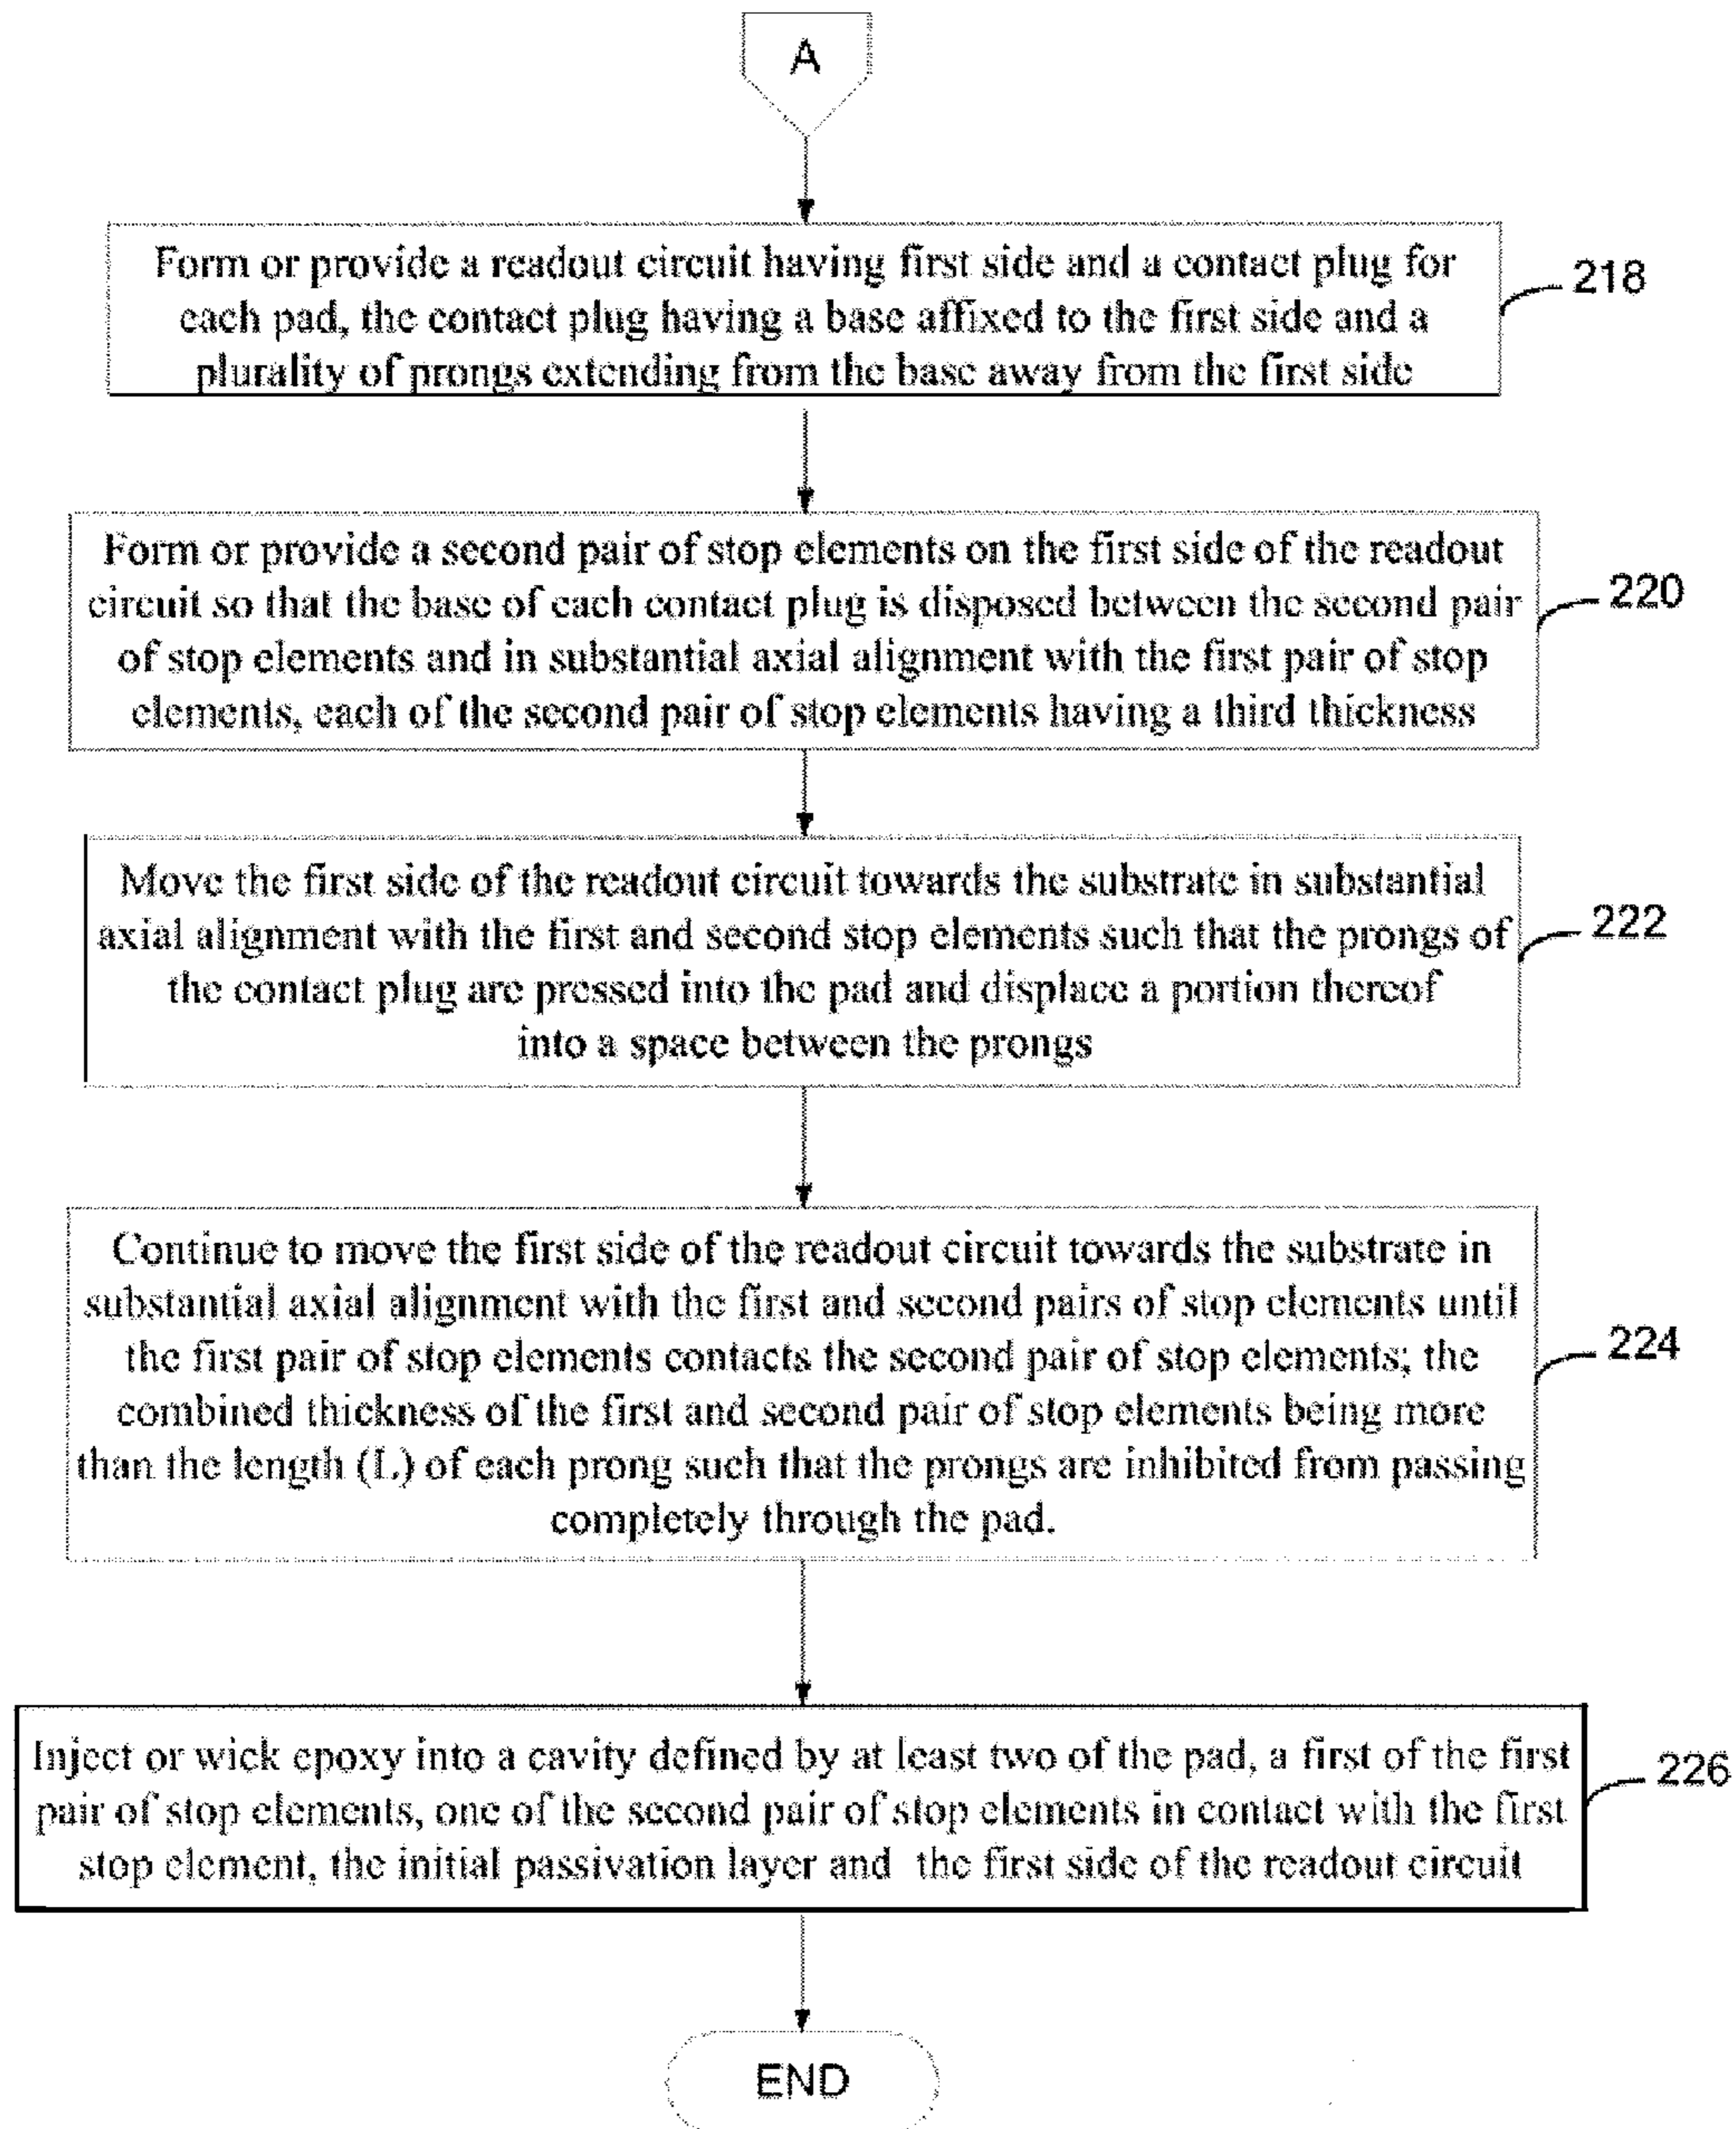 A
Form or provide a readout circuit having first side and a contact plug for
each pad, the contact plug having a base affixed to the first side and a
plurality of prongs extending from the base away from the first side
218
Form or provide a second pair of stop elements on the first side of the readout
circuit so that the base of each contact plug is disposed between the second pair
of stop elements and in substantial axial alignment with the first pair of stop
elements, each of the second pair of stop elements having a third thickness
220
Move the first side of the readout circuit towards the substrate in substantial
axial alignment with the first and second stop elements such that the prongs of
the contact plug are pressed into the pad and displace a portion thereof
into a space between the prongs
222
Continue to move the first side of the readout circuit towards the substrate in
substantial axial alignment with the first and second pairs of stop elements until
the first pair of stop elements contacts the second pair of stop elements; the
combined thickness of the first and second pair of stop elements being more
than the length (L) of each prong such that the prongs are inhibited from passing
completely through the pad.
224
Inject or wick epoxy into a cavity defined by at least two of the pad, a first of the first
pair of stop elements, one of the second pair of stop elements in contact with the first
stop element, the initial passivation layer and the first side of the readout circuit
226
END